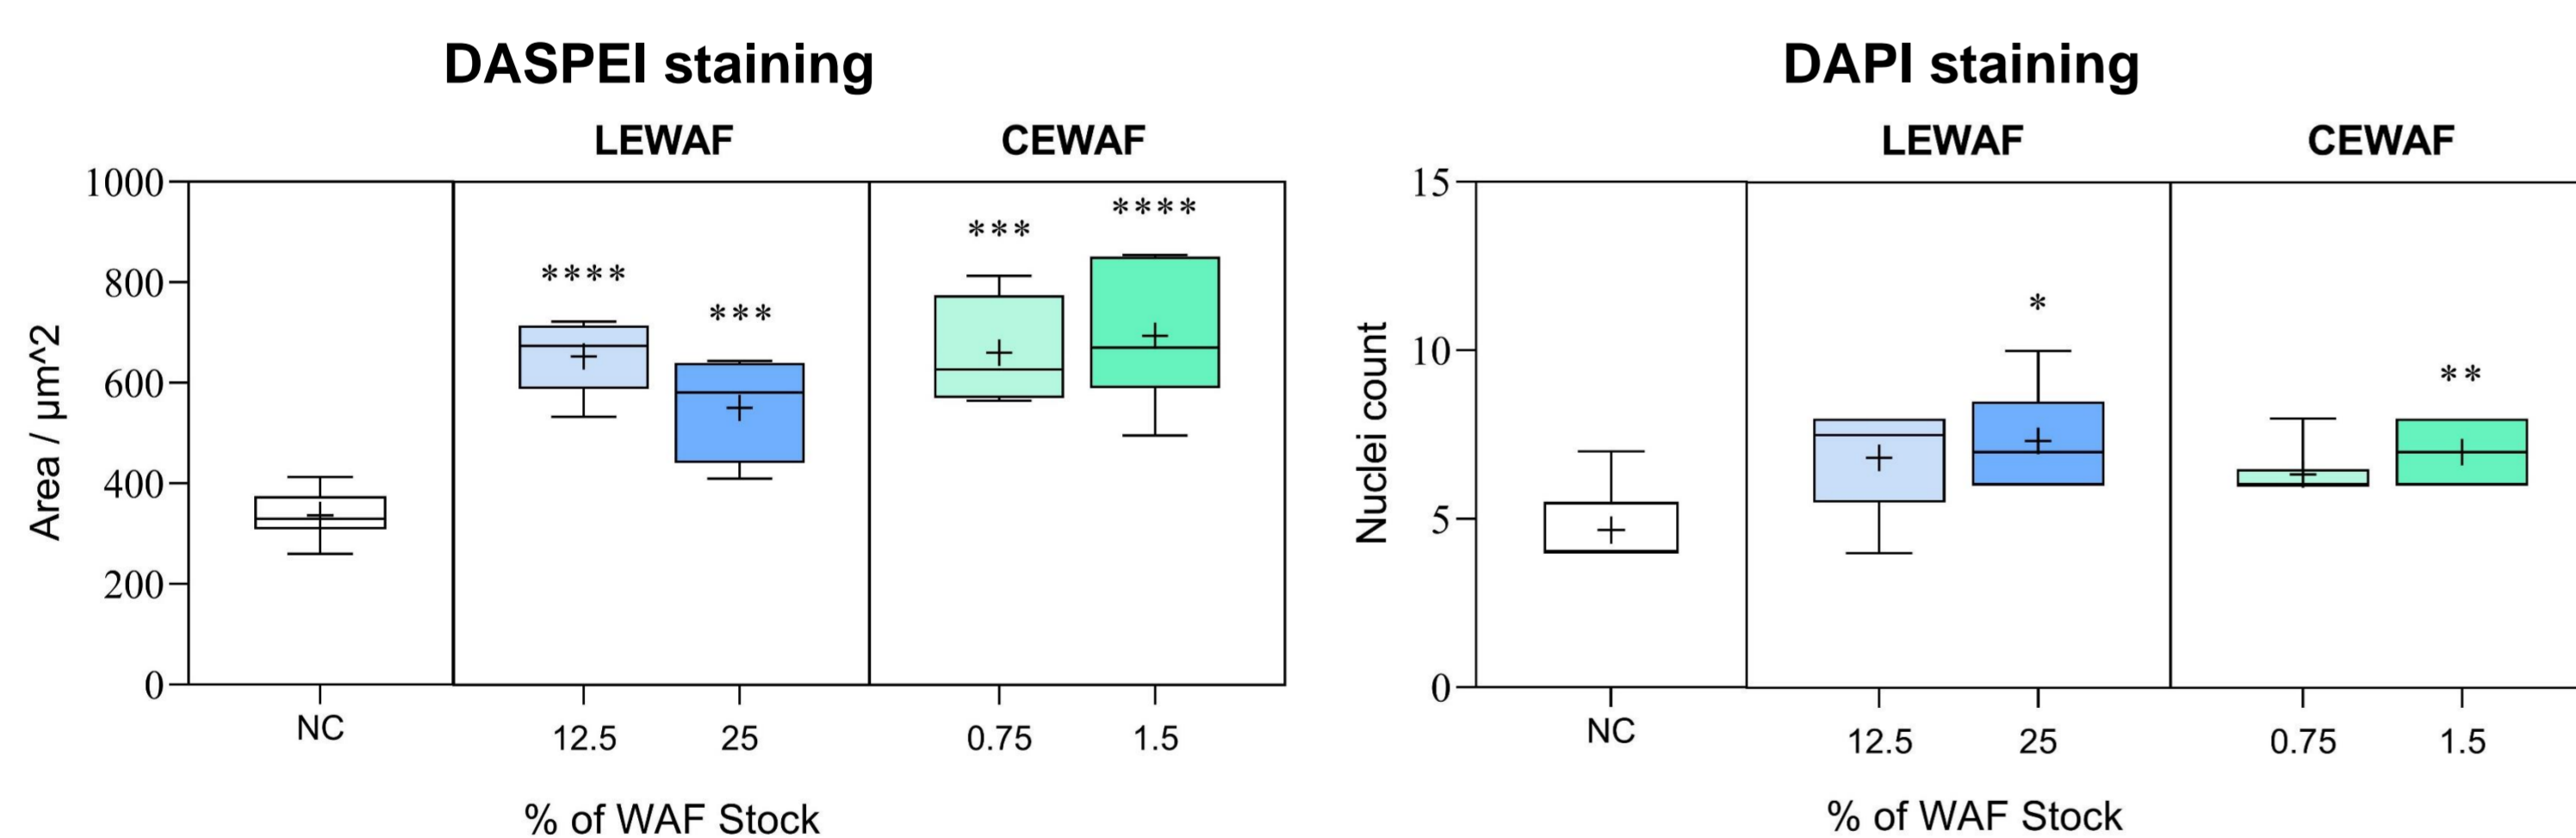 DASPEI staining
LEWAF
CEWAF
Area / µm^2
1000
800
600
400
200
0
****
***
***
****
NC
12.5
25
0.75
1.5
% of WAF Stock
DAPI staining
LEWAF
CEWAF
Nuclei count
15
10
5
0
*
**
NC
12.5
25
0.75
1.5
% of WAF Stock